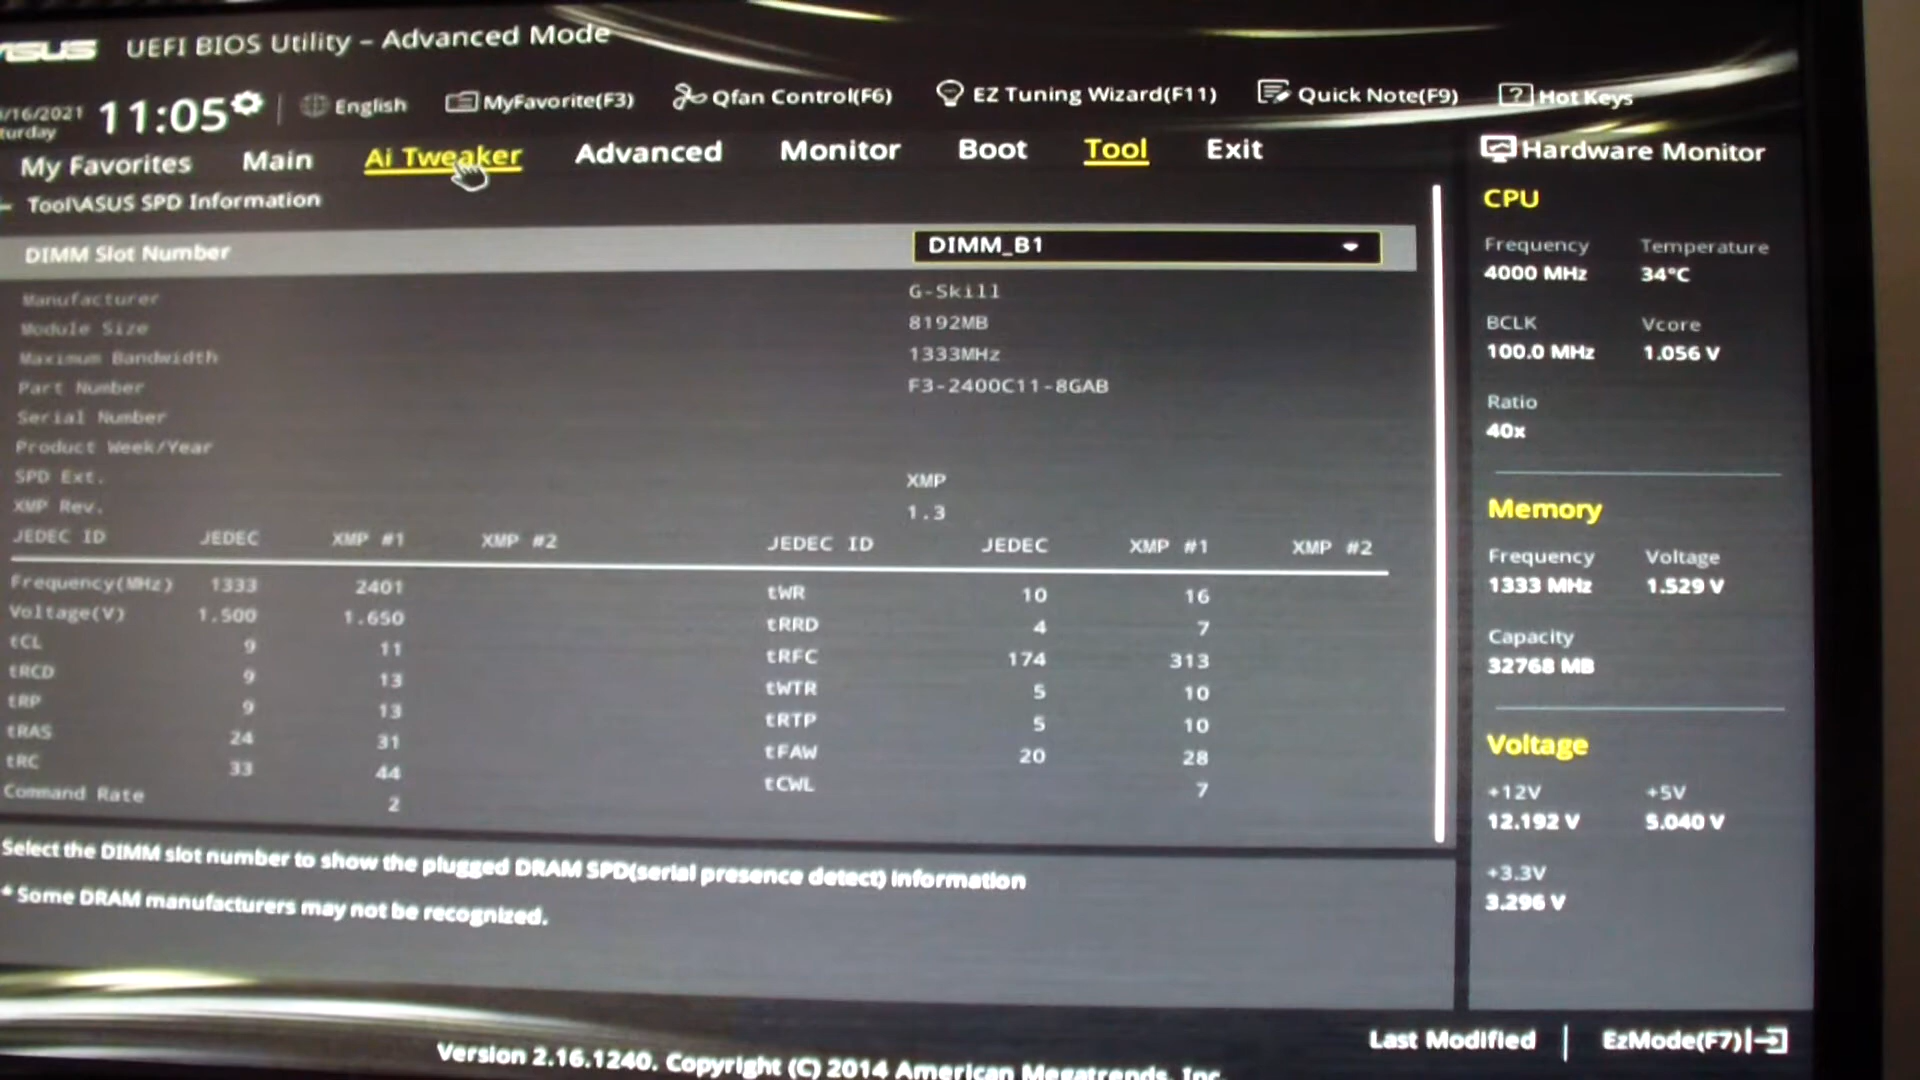 ASUS UEFI BIOS Utility – Advanced Mode
/16/2021 11:05 English MyFavorite(F3) Qfan Control(F6) EZ Tuning Wizard(F11) Quick Note(F9) ? Hot Keys
turday
My Favorites Main Ai Tweaker Advanced Monitor Boot Tool Exit
Tool\ASUS SPD Information
DIMM Slot Number DIMM_B1
Manufacturer G-Skill
Module Size 8192MB
Maximum Bandwidth 1333MHz
Part Number F3-2400C11-8GAB
Serial Number
Product Week/Year
SPD Ext. XMP
XMP Rev. 1.3
JEDEC ID JEDEC XMP #1 XMP #2 JEDEC ID JEDEC XMP #1 XMP #2
Frequency(MHz) 1333 2401 tWR 10 16
Voltage(V) 1.500 1.650 tRRD 4 7
tCL 9 11 tRFC 174 313
tRCD 9 13 tWTR 5 10
tRP 9 13 tRTP 5 10
tRAS 24 31 tFAW 20 28
tRC 33 44 tCWL 7
Command Rate 2
Select the DIMM slot number to show the plugged DRAM SPD(serial presence detect) information
* Some DRAM manufacturers may not be recognized.
Hardware Monitor
CPU
Frequency Temperature
4000 MHz 34°C
BCLK Vcore
100.0 MHz 1.056 V
Ratio
40x
Memory
Frequency Voltage
1333 MHz 1.529 V
Capacity
32768 MB
Voltage
+12V +5V
12.192 V 5.040 V
+3.3V
3.296 V
Last Modified | EzMode(F7)
Version 2.16.1240. Copyright (C) 2014 American Megatrends, Inc.